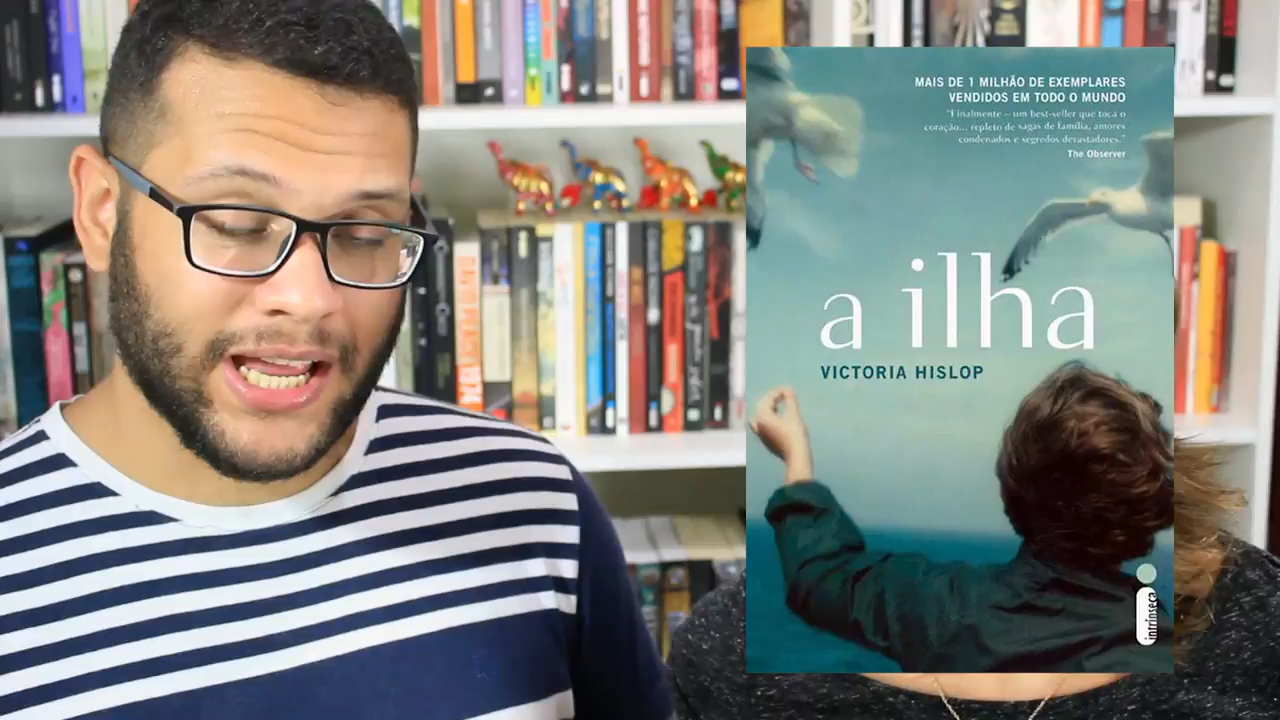 MAIS DE 1 MILHÃO DE EXEMPLARES
VENDIDOS EM TODO O MUNDO
"Finalmente – um best-seller que toca o
coração... repleto de sagas de família, amores
condenados e segredos devastadores."
The Observer
a ilha
VICTORIA HISLOP
intrínseca